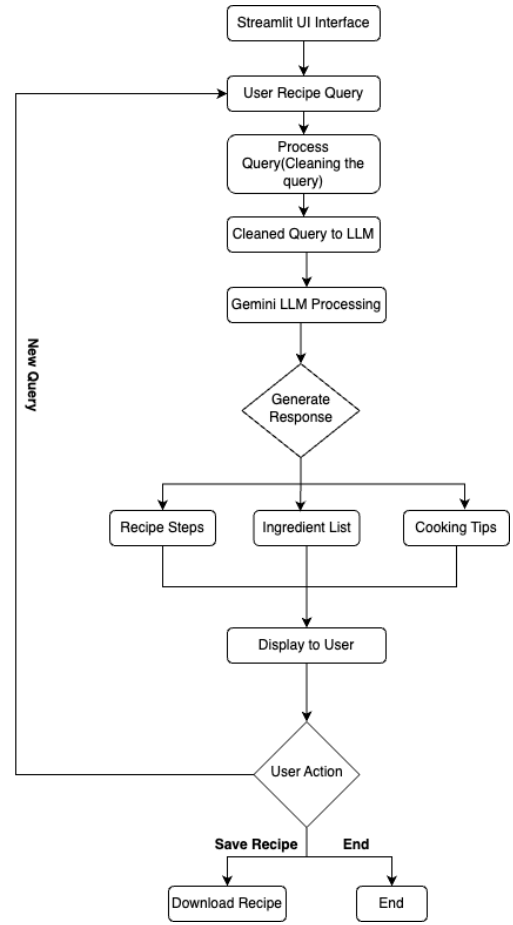 Streamlit UI Interface
User Recipe Query
Process
Query(Cleaning the
query)
Cleaned Query to LLM
Gemini LLM Processing
New Query
Generate
Response
Recipe Steps
Ingredient List
Cooking Tips
Display to User
User Action
Save Recipe
End
Download Recipe
End